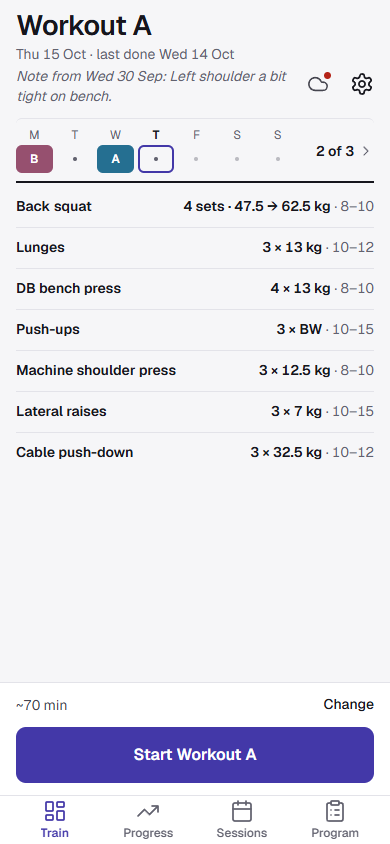 Workout A
Thu 15 Oct · last done Wed 14 Oct
Note from Wed 30 Sep: Left shoulder a bit
tight on bench.
M T W T F S S
B A 2 of 3
Back squat 4 sets · 47.5 → 62.5 kg · 8–10
Lunges 3 × 13 kg · 10–12
DB bench press 4 × 13 kg · 8–10
Push-ups 3 × BW · 10–15
Machine shoulder press 3 × 12.5 kg · 8–10
Lateral raises 3 × 7 kg · 10–15
Cable push-down 3 × 32.5 kg · 10–12
~70 min Change
Start Workout A
Train Progress Sessions Program